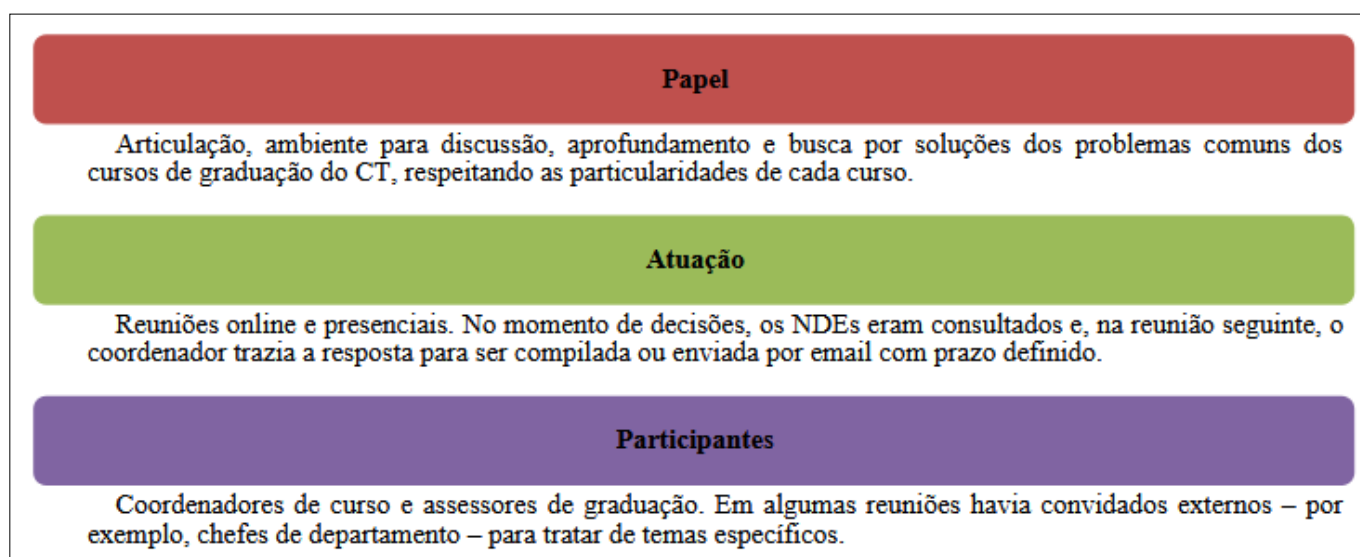 Papel
Articulação, ambiente para discussão, aprofundamento e busca por soluções dos problemas comuns dos
cursos de graduação do CT, respeitando as particularidades de cada curso.
Atuação
Reuniões online e presenciais. No momento de decisões, os NDEs eram consultados e, na reunião seguinte, o
coordenador trazia a resposta para ser compilada ou enviada por email com prazo definido.
Participantes
Coordenadores de curso e assessores de graduação. Em algumas reuniões havia convidados externos – por
exemplo, chefes de departamento – para tratar de temas específicos.